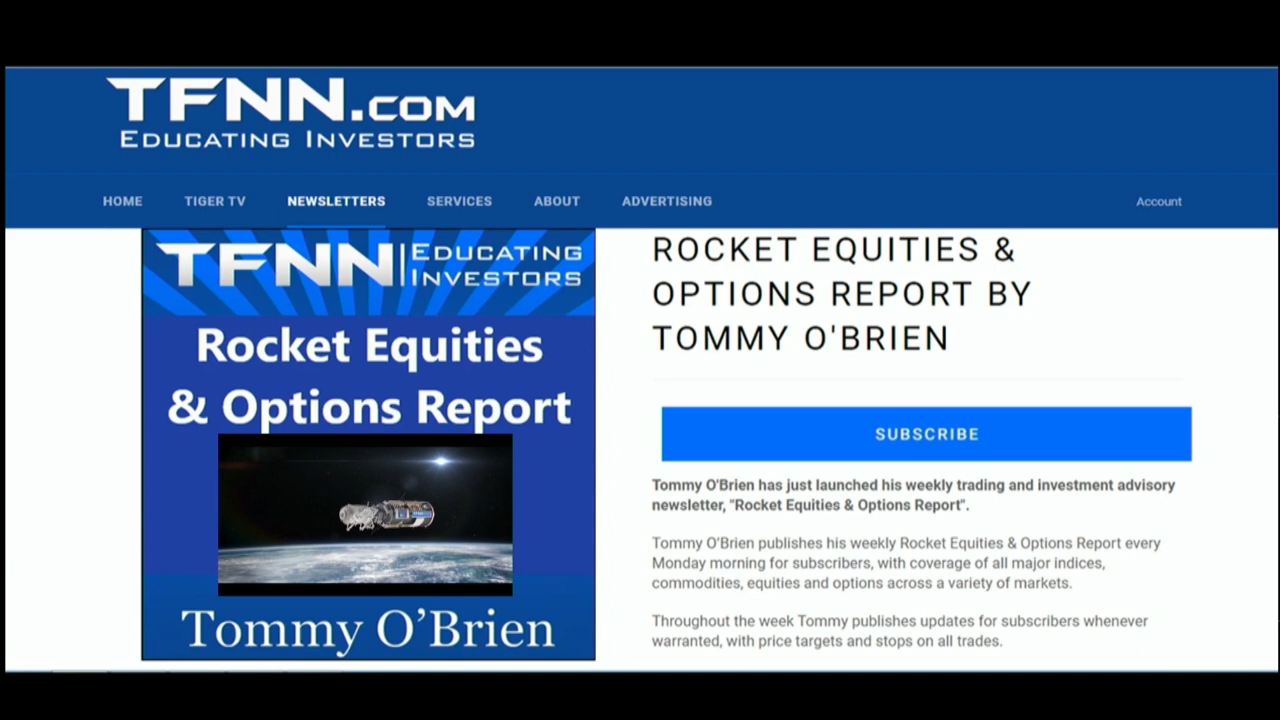 TFNN.COM
EDUCATING INVESTORS
HOME TIGER TV NEWSLETTERS SERVICES ABOUT ADVERTISING Account
TFNN EDUCATING INVESTORS
Rocket Equities
& Options Report
Tommy O’Brien
ROCKET EQUITIES &
OPTIONS REPORT BY
TOMMY O'BRIEN
SUBSCRIBE
Tommy O'Brien has just launched his weekly trading and investment advisory
newsletter, "Rocket Equities & Options Report".
Tommy O'Brien publishes his weekly Rocket Equities & Options Report every
Monday morning for subscribers, with coverage of all major indices,
commodities, equities and options across a variety of markets.
Throughout the week Tommy publishes updates for subscribers whenever
warranted, with price targets and stops on all trades.